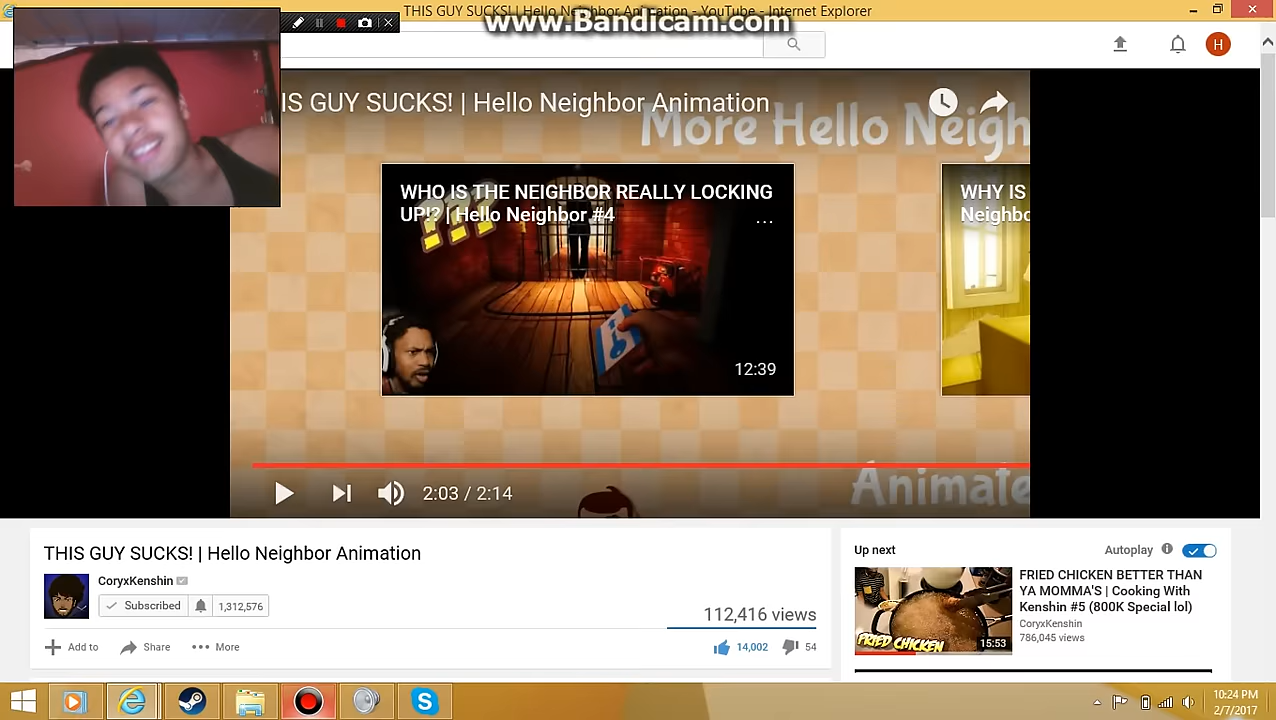 THIS GUY SUCKS! | Hello Neighbor Animation - YouTube - Internet Explorer
www.Bandicam.com
H
IS GUY SUCKS! | Hello Neighbor Animation
More Hello Neigh
WHO IS THE NEIGHBOR REALLY LOCKING
UP!? | Hello Neighbor #4
???
12:39
WHY IS
Neighbo
Animate
2:03 / 2:14
THIS GUY SUCKS! | Hello Neighbor Animation
CoryxKenshin
Subscribed
1,312,576
112,416 views
Add to
Share
More
14,002
54
Up next
Autoplay
FRIED CHICKEN BETTER THAN
YA MOMMA'S | Cooking With
Kenshin #5 (800K Special lol)
CoryxKenshin
786,045 views
FRIED CHICKEN
15:53
10:24 PM
2/7/2017